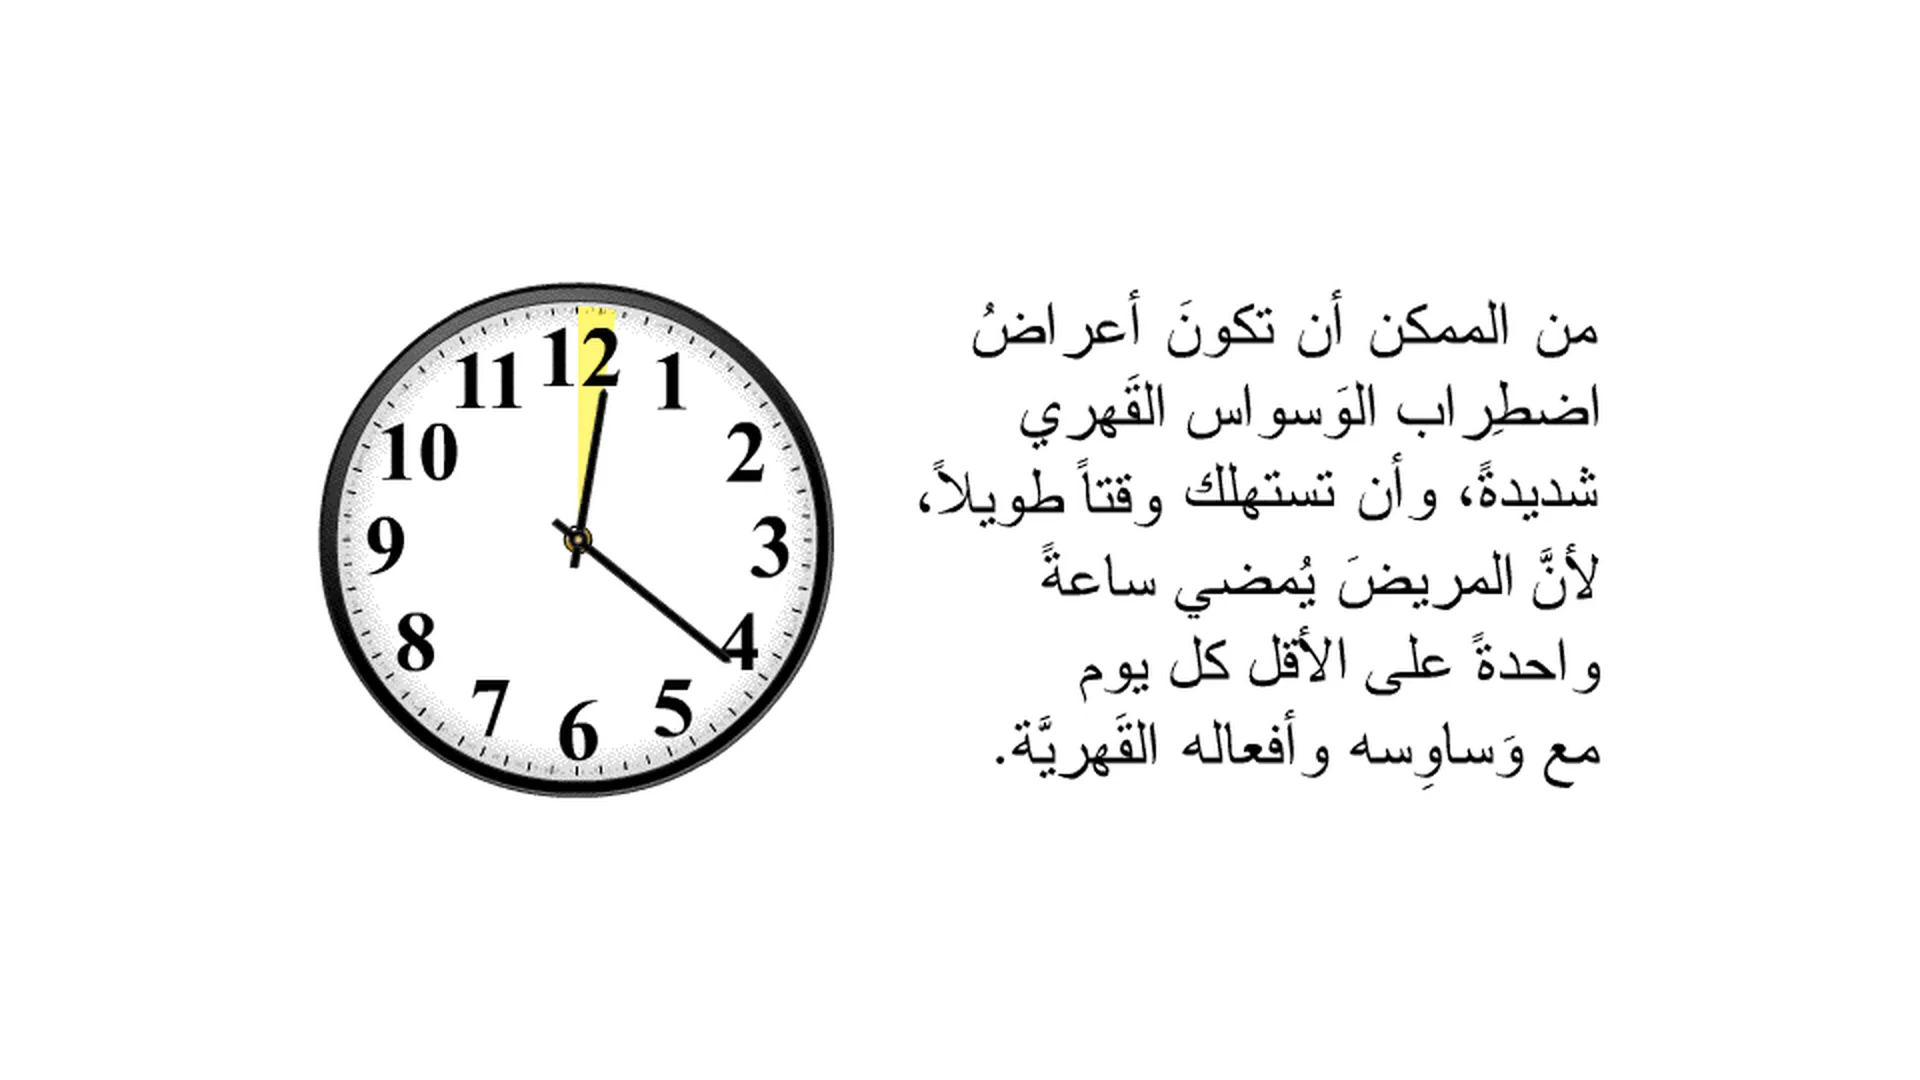 12
1
2
3
4
5
6
7
8
9
10
11
من الممكن أن تكونَ أعراضُ
اضطِراب الوَسواس القَهري
شديدةً، وأن تستهلك وقتاً طويلاً،
لأنَّ المريضَ يُمضي ساعةً
واحدةً على الأقل كل يوم
مع وَساوِسه وأفعاله القَهريَّة.